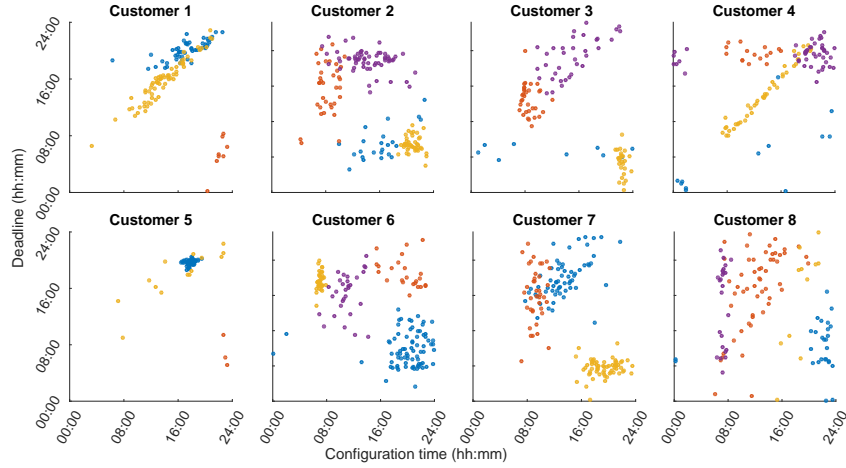 Customer 1 Customer 2 Customer 3 Customer 4
24:00
16:00
08:00
00:00
Deadline (hh:mm)
Customer 5 Customer 6 Customer 7 Customer 8
24:00
16:00
08:00
00:00
00:00 08:00 16:00 24:00 00:00 08:00 16:00 24:00 00:00 08:00 16:00 24:00 00:00 08:00 16:00 24:00
Configuration time (hh:mm)